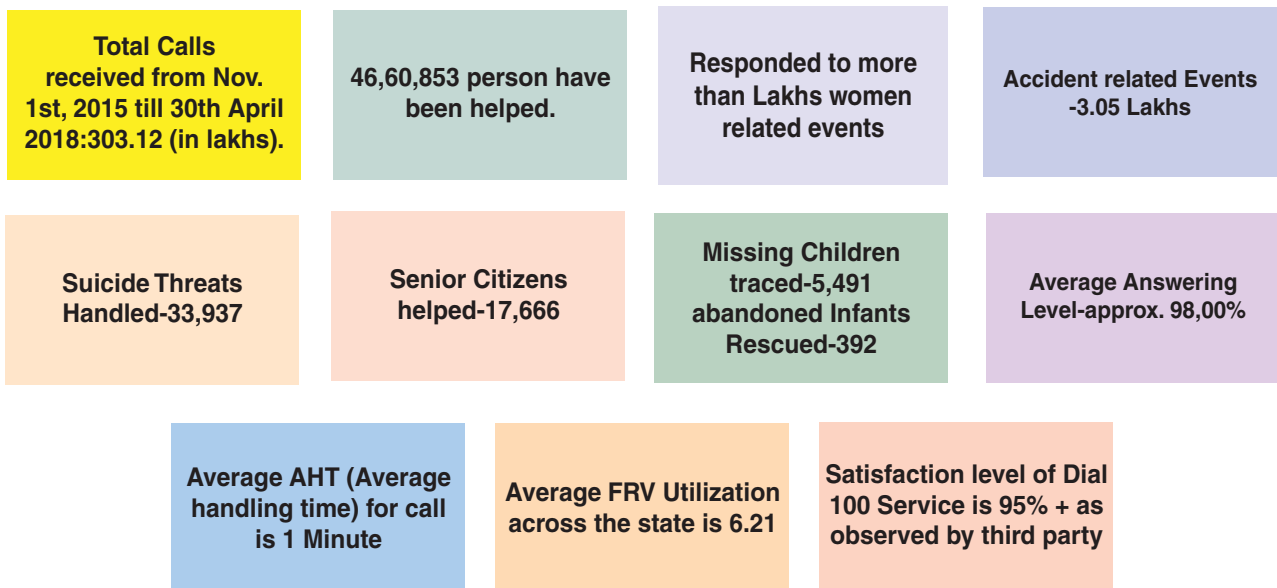 Total Calls
received from Nov.
1st, 2015 till 30th April
2018:303.12 (in lakhs).
46,60,853 person have
been helped.
Responded to more
than Lakhs women
related events
Accident related Events
-3.05 Lakhs
Suicide Threats
Handled-33,937
Senior Citizens
helped-17,666
Missing Children
traced-5,491
abandoned Infants
Rescued-392
Average Answering
Level-approx. 98,00%
Average AHT (Average
handling time) for call
is 1 Minute
Average FRV Utilization
across the state is 6.21
Satisfaction level of Dial
100 Service is 95% + as
observed by third party